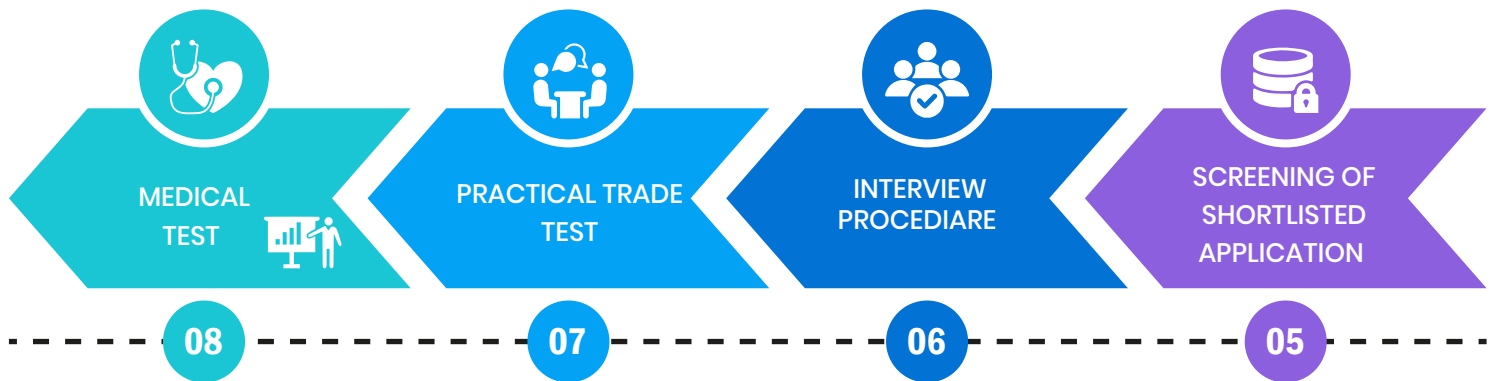 MEDICAL
TEST
PRACTICAL TRADE
TEST
INTERVIEW
PROCEDIARE
SCREENING OF
SHORTLISTED
APPLICATION
08
07
06
05